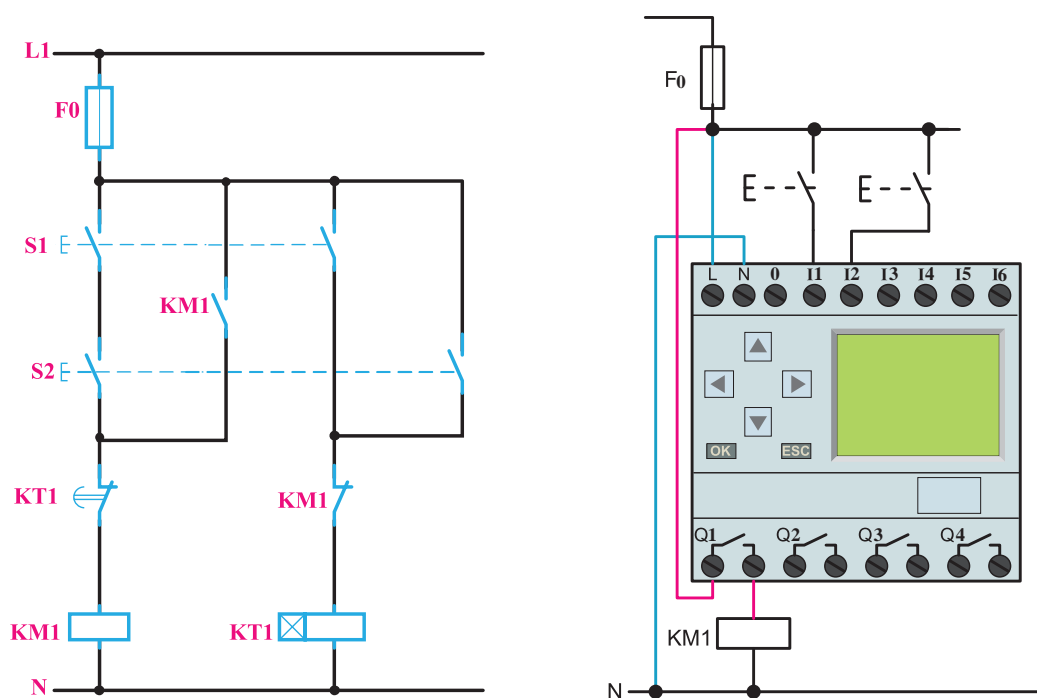 L1
F0
S1
KM1
S2
KT1
KM1
KM1
KT1
N
F0
L N 0 I1 I2 I3 I4 I5 I6
OK ESC
Q1 Q2 Q3 Q4
KM1
N